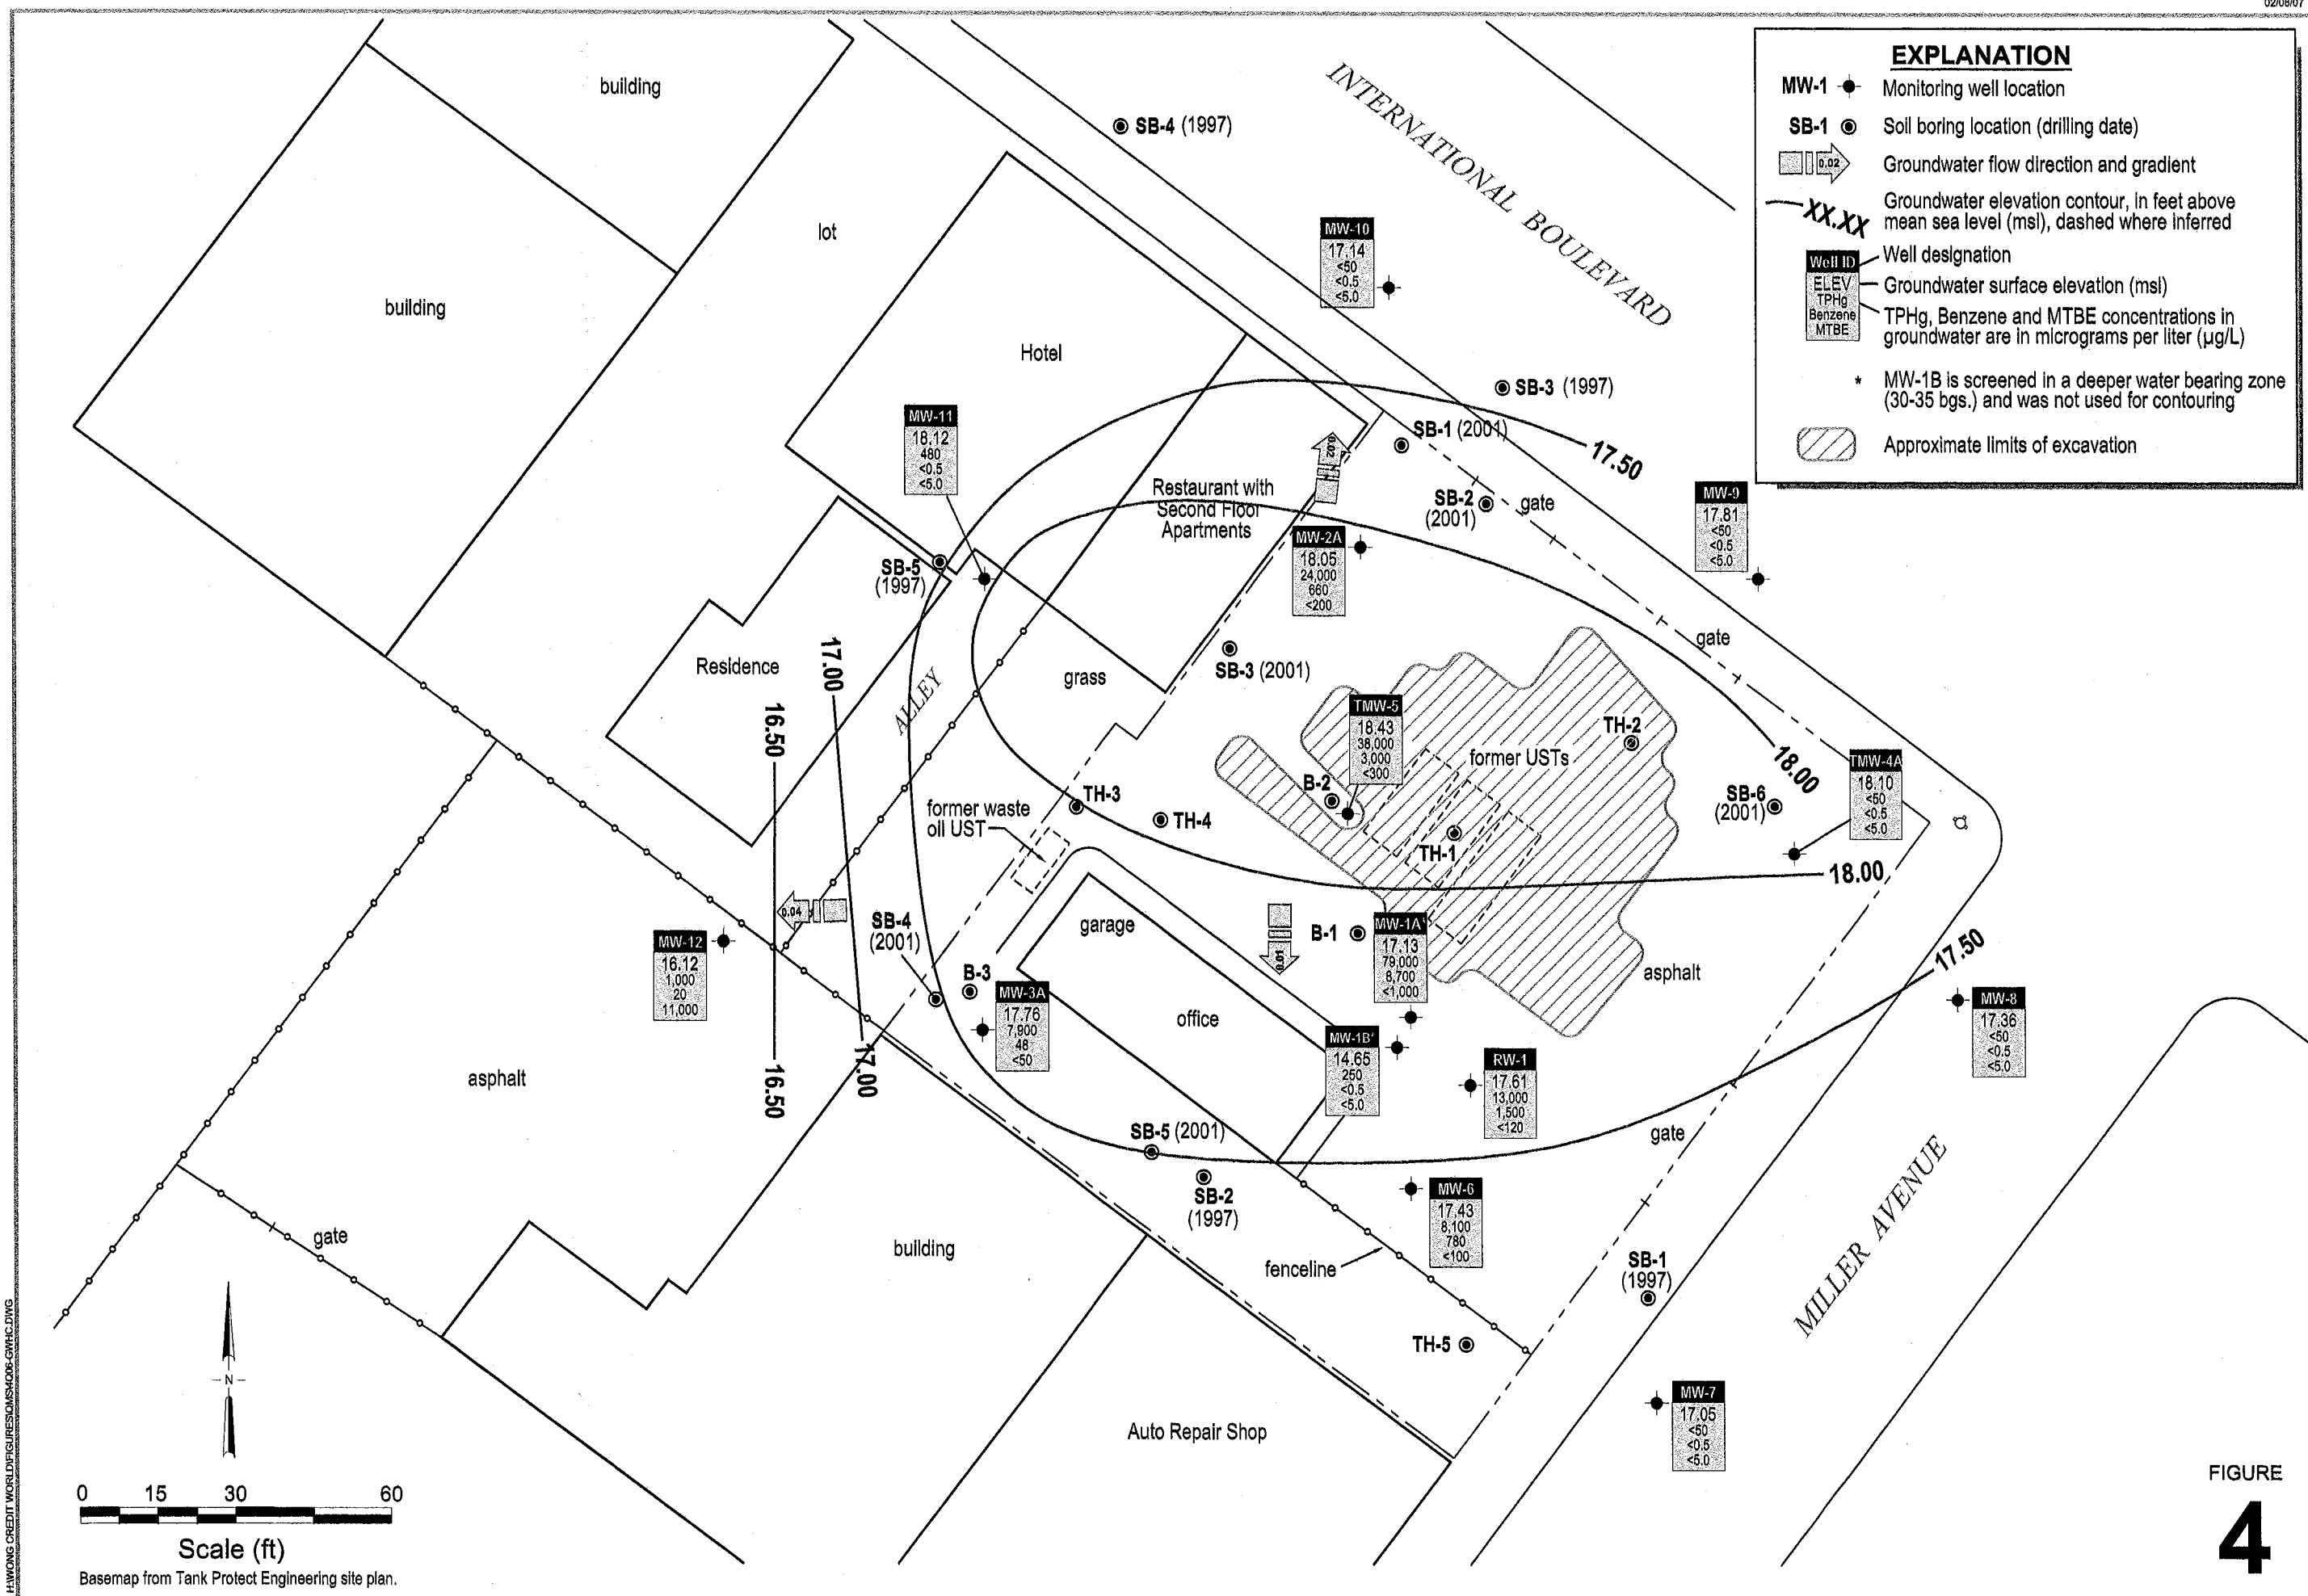 02/08/07
EXPLANATION
MW-1 Monitoring well location
SB-1 Soil boring location (drilling date)
0.02 Groundwater flow direction and gradient
XX.XX Groundwater elevation contour, in feet above
mean sea level (msl), dashed where inferred
Well ID Well designation
ELEV Groundwater surface elevation (msl)
TPHg
Benzene
MTBE
TPHg, Benzene and MTBE concentrations in
groundwater are in micrograms per liter (µg/L)
* MW-1B is screened in a deeper water bearing zone
(30-35 bgs.) and was not used for contouring
Approximate limits of excavation
building
SB-4 (1997)
INTERNATIONAL BOULEVARD
lot
building
Hotel
MW-10
17.14
<50
<0.5
<5.0
SB-3 (1997)
MW-11
18.12
480
<0.5
<5.0
SB-1 (2001)
17.50
0.02
Restaurant with
Second Floor
Apartments
SB-2
(2001)
gate
MW-9
17.81
<50
<0.5
<5.0
MW-2A
18.05
24,000
660
<200
SB-5
(1997)
gate
Residence
17.00
16.50
ALLEY
grass
SB-3 (2001)
TMW-5
18.43
38,000
3,000
<300
TH-2
former USTs
18.00
TMW-4A
18.10
<50
<0.5
<5.0
B-2
SB-6
(2001)
TH-3
former waste
oil UST
TH-4
TH-1
18.00
0.04
SB-4
(2001)
garage
0.01
B-1
MW-1A*
17.13
79,000
8,700
<1,000
asphalt
17.50
MW-12
16.12
1,000
20
11,000
B-3
MW-3A
17.76
7,900
48
<50
office
MW-8
17.36
<50
<0.5
<5.0
MW-1B*
14.65
250
<0.5
<5.0
RW-1
17.61
13,000
1,500
<120
asphalt
17.00
16.50
SB-5 (2001)
gate
MILLER AVENUE
SB-2
(1997)
MW-6
17.43
8,100
780
<100
gate
building
fenceline
SB-1
(1997)
TH-5
MW-7
17.05
<50
<0.5
<5.0
N
Auto Repair Shop
0 15 30 60
Scale (ft)
Basemap from Tank Protect Engineering site plan.
FIGURE
4
H:\WONG CREDIT WORLD\FIGURES\QMS\4Q06-GWHC.DWG